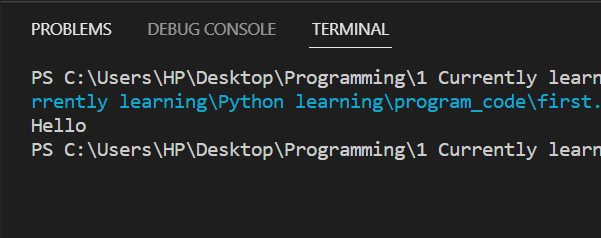 PROBLEMS DEBUG CONSOLE TERMINAL
PS C:\Users\HP\Desktop\Programming\1 Currently learn
rrently learning\Python learning\program_code\first.
Hello
PS C:\Users\HP\Desktop\Programming\1 Currently learn